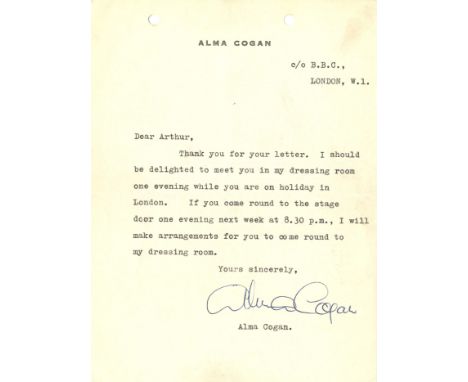 ALMA COGAN
c/o B.B.C.,
LONDON, W.1.
Dear Arthur,
Thank you for your letter. I should
be delighted to meet you in my dressing room
one evening while you are on holiday in
London. If you come round to the stage
door one evening next week at 8.30 p.m., I will
make arrangements for you to come round to
my dressing room.
Yours sincerely,
Alma Cogan
Alma Cogan.